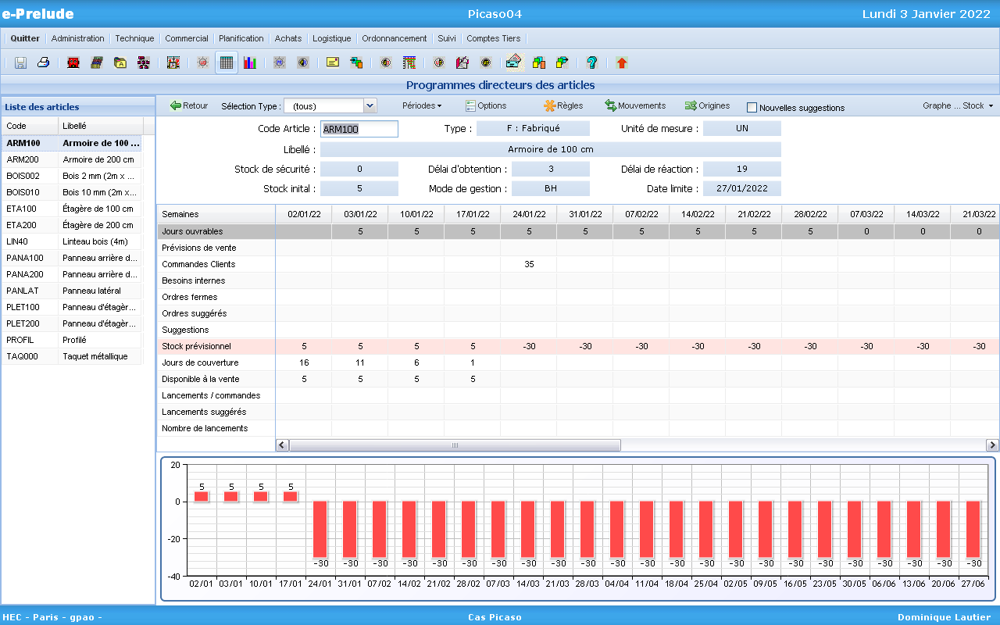 e-Prelude Picaso04 Lundi 3 Janvier 2022
Quitter Administration Technique Commercial Planification Achats Logistique Ordonnancement Suivi Comptes Tiers
Programmes directeurs des articles
Liste des articles
Retour Sélection Type : (tous) Périodes Options Règles Mouvements Origines Nouvelles suggestions Graphe ... Stock
Code Libellé
ARM100 Armoire de 100 ...
ARM200 Armoire de 200 cm
BOIS002 Bois 2 mm (2m x ...
BOIS010 Bois 10 mm (2m x...
ETA100 Étagère de 100 cm
ETA200 Étagère de 200 cm
LIN40 Linteau bois (4m)
PANA100 Panneau arrière d...
PANA200 Panneau arrière d...
PANLAT Panneau latéral
PLET100 Panneau d'étagèr...
PLET200 Panneau d'étagèr...
PROFIL Profilé
TAQ000 Taquet métallique
Code Article : ARM100 Type : F : Fabriqué Unité de mesure : UN
Libellé : Armoire de 100 cm
Stock de sécurité : 0 Délai d'obtention : 3 Délai de réaction : 19
Stock inital : 5 Mode de gestion : BH Date limite : 27/01/2022
Semaines 02/01/22 03/01/22 10/01/22 17/01/22 24/01/22 31/01/22 07/02/22 14/02/22 21/02/22 28/02/22 07/03/22 14/03/22 21/03/22
Jours ouvrables 5 5 5 5 5 5 5 5 5 0 0 0
Prévisions de vente
Commandes Clients 35
Besoins internes
Ordres fermes
Ordres suggérés
Suggestions
Stock prévisionnel 5 5 5 5 -30 -30 -30 -30 -30 -30 -30 -30 -30
Jours de couverture 16 11 6 1
Disponible à la vente 5 5 5 5
Lancements / commandes
Lancements suggérés
Nombre de lancements
20
0
-20
-40
5 5 5 5
-30 -30 -30 -30 -30 -30 -30 -30 -30 -30 -30 -30 -30 -30 -30 -30 -30 -30 -30 -30 -30 -30 -30
02/01 03/01 10/01 17/01 24/01 31/01 07/02 14/02 21/02 28/02 07/03 14/03 21/03 28/03 04/04 11/04 18/04 25/04 02/05 09/05 16/05 23/05 30/05 06/06 13/06 20/06 27/06
HEC - Paris - gpao - Cas Picaso Dominique Lautier